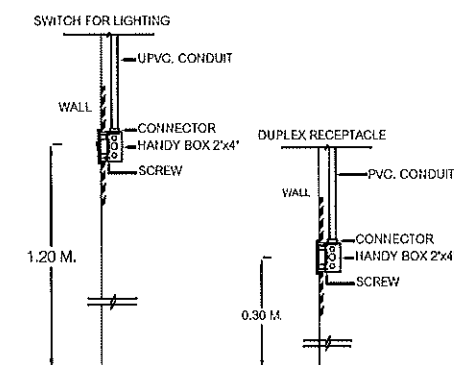 SWITCH FOR LIGHTING
UPVC. CONDUIT
WALL
CONNECTOR
HANDY BOX 2"x4"
SCREW
1.20 M.
DUPLEX RECEPTACLE
PVC. CONDUIT
WALL
CONNECTOR
HANDY BOX 2"x4
SCREW
0.30 M.